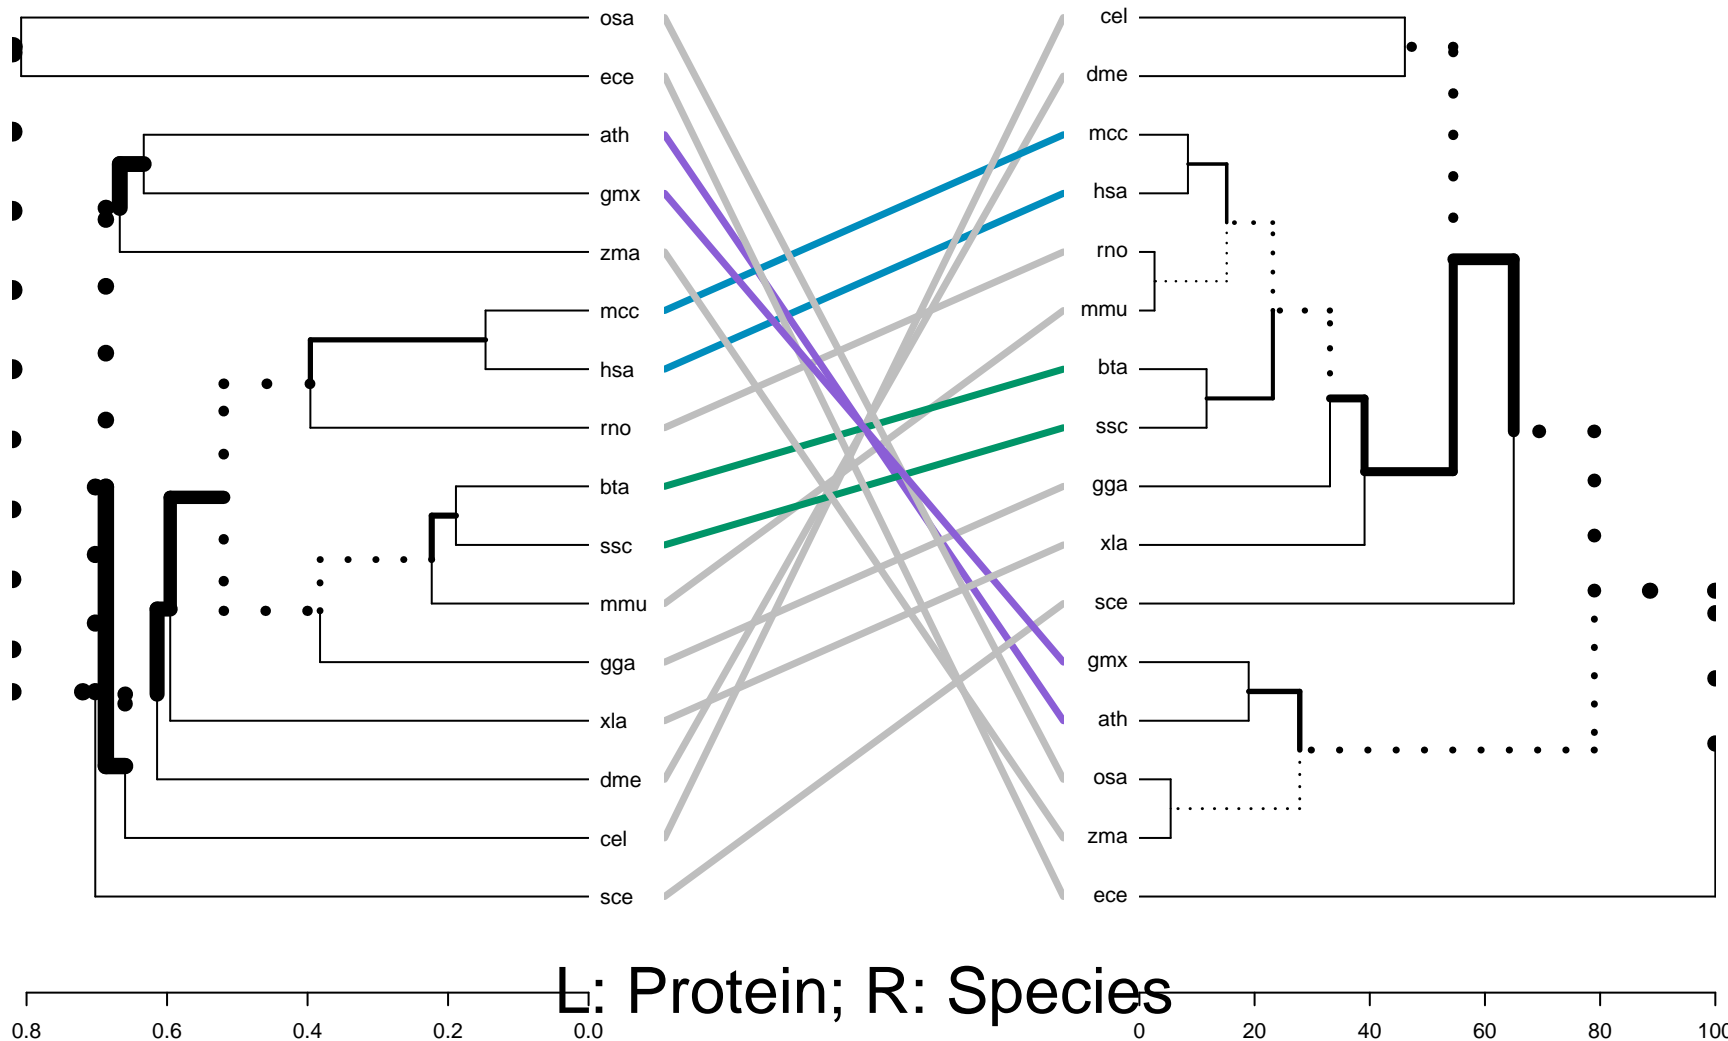 osa
ece
ath
gmx
zma
mcc
hsa
rno
bta
ssc
mmu
gga
xla
dme
cel
sce
cel
dme
mcc
hsa
rno
mmu
bta
ssc
gga
xla
sce
gmx
ath
osa
zma
ece
L: Protein; R: Species
0.8 0.6 0.4 0.2 0.0
0 20 40 60 80 100